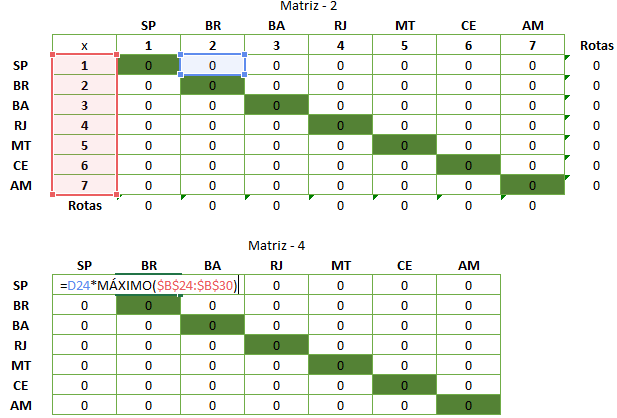 Matriz - 2
SP BR BA RJ MT CE AM
x 1 2 3 4 5 6 7 Rotas
SP 1 0 0 0 0 0 0 0 0
BR 2 0 0 0 0 0 0 0 0
BA 3 0 0 0 0 0 0 0 0
RJ 4 0 0 0 0 0 0 0 0
MT 5 0 0 0 0 0 0 0 0
CE 6 0 0 0 0 0 0 0 0
AM 7 0 0 0 0 0 0 0 0
Rotas 0 0 0 0 0 0 0
Matriz - 4
SP BR BA RJ MT CE AM
SP =D24*MÁXIMO($B$24:$B$30) 0 0 0 0
BR 0 0 0 0 0 0 0
BA 0 0 0 0 0 0 0
RJ 0 0 0 0 0 0 0
MT 0 0 0 0 0 0 0
CE 0 0 0 0 0 0 0
AM 0 0 0 0 0 0 0